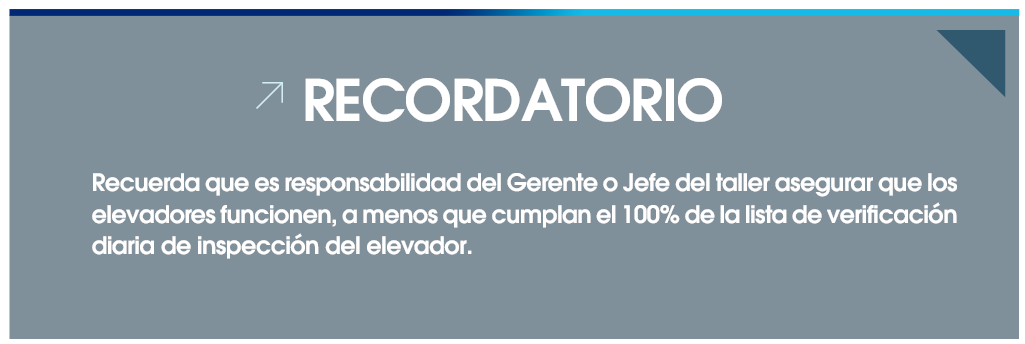 RECORDATORIO
Recuerda que es responsabilidad del Gerente o Jefe del taller asegurar que los
elevadores funcionen, a menos que cumplan el 100% de la lista de verificación
diaria de inspección del elevador.